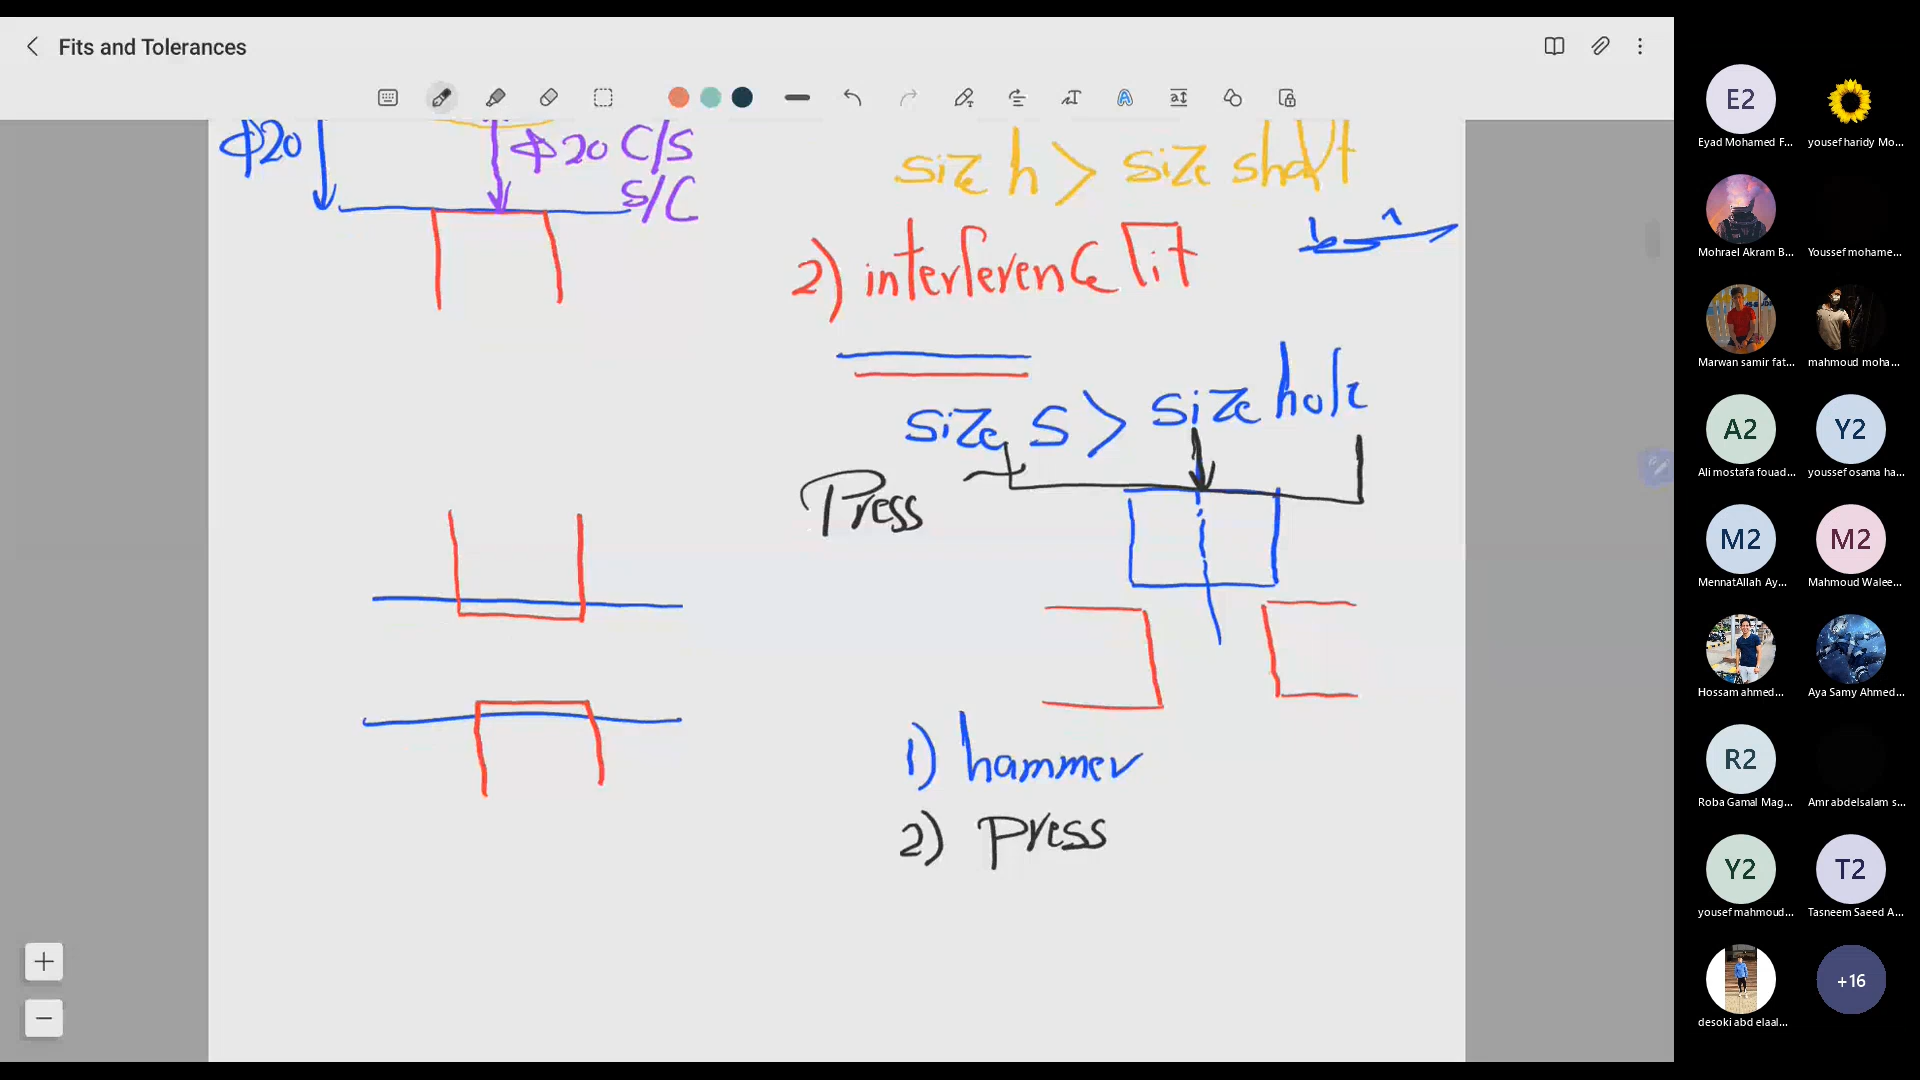 Fits and Tolerances
ϕ20
ϕ20 C/S
S/C
size h > size shaft
2) interference fit
size S > size hole
Press
1) hammer
2) press
E2
Eyad Mohamed F...
yousef haridy Mo...
Mohrael Akram B...
Youssef mohame...
Marwan samir fat...
mahmoud moha...
A2
Ali mostafa fouad...
Y2
youssef osama ha...
M2
MennatAllah Ay...
M2
Mahmoud Walee...
Hossam ahmed...
Aya Samy Ahmed...
R2
Roba Gamal Mag...
Amr abdelsalam s...
Y2
yousef mahmoud...
T2
Tasneem Saeed A...
desoki abd elaal...
+16